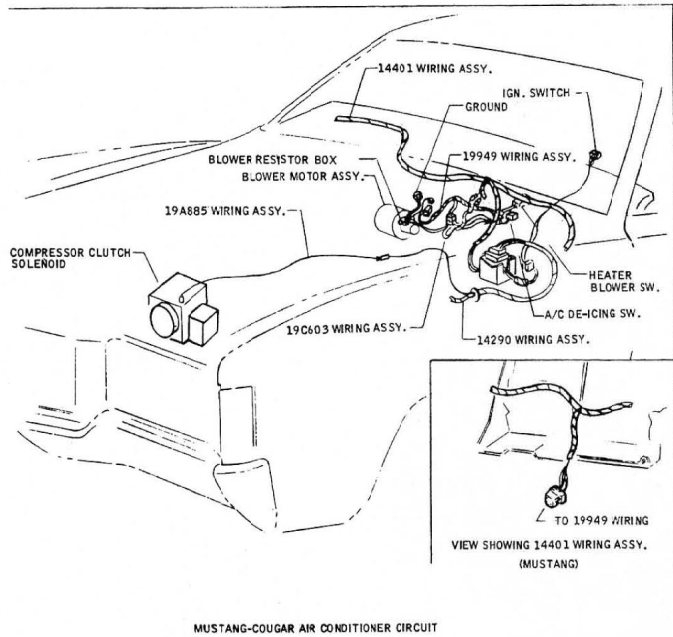 14401 WIRING ASSY.
IGN. SWITCH
GROUND
BLOWER RESISTOR BOX
19949 WIRING ASSY.
BLOWER MOTOR ASSY.
19A885 WIRING ASSY.
COMPRESSOR CLUTCH
SOLENOID
HEATER
BLOWER SW.
A/C DE-ICING SW.
19C603 WIRING ASSY.
14290 WIRING ASSY.
TO 19949 WIRING
VIEW SHOWING 14401 WIRING ASSY.
(MUSTANG)
MUSTANG-COUGAR AIR CONDITIONER CIRCUIT